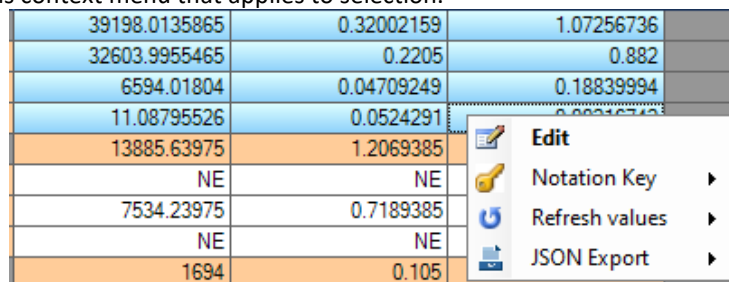 context menu that applies to selection.
39198.0135865 0.32002159 1.07256736
32603.9955465 0.2205 0.882
6594.01804 0.04709249 0.18839994
11.08795526 0.0524291
Edit
13885.63975 1.2069385
NE NE Notation Key
7534.23975 0.7189385 Refresh values
NE NE
JSON Export
1694 0.105